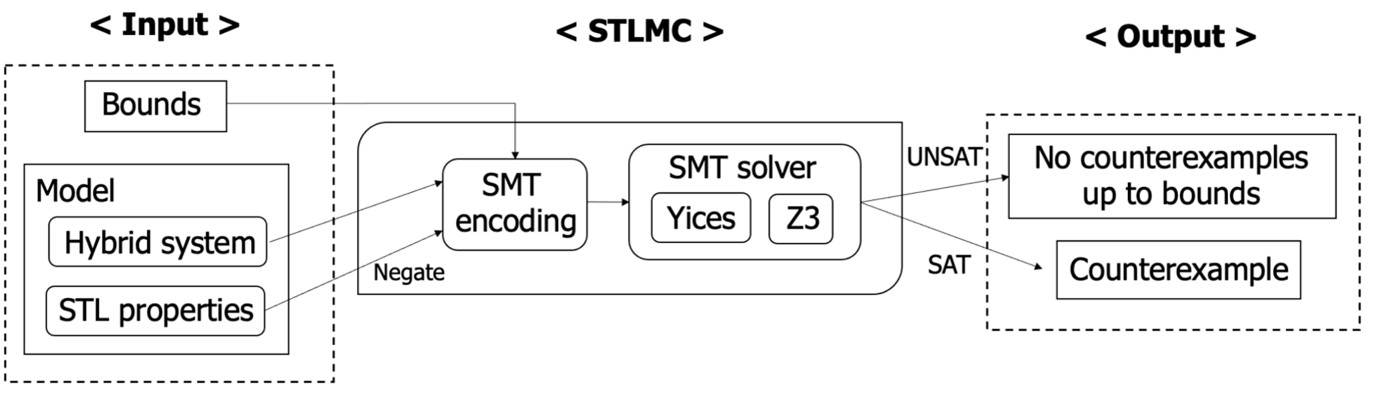 < Input >
< STLMC >
< Output >
Bounds
Model
Hybrid system
STL properties
Negate
SMT
encoding
SMT solver
Yices
Z3
UNSAT
SAT
No counterexamples
up to bounds
Counterexample